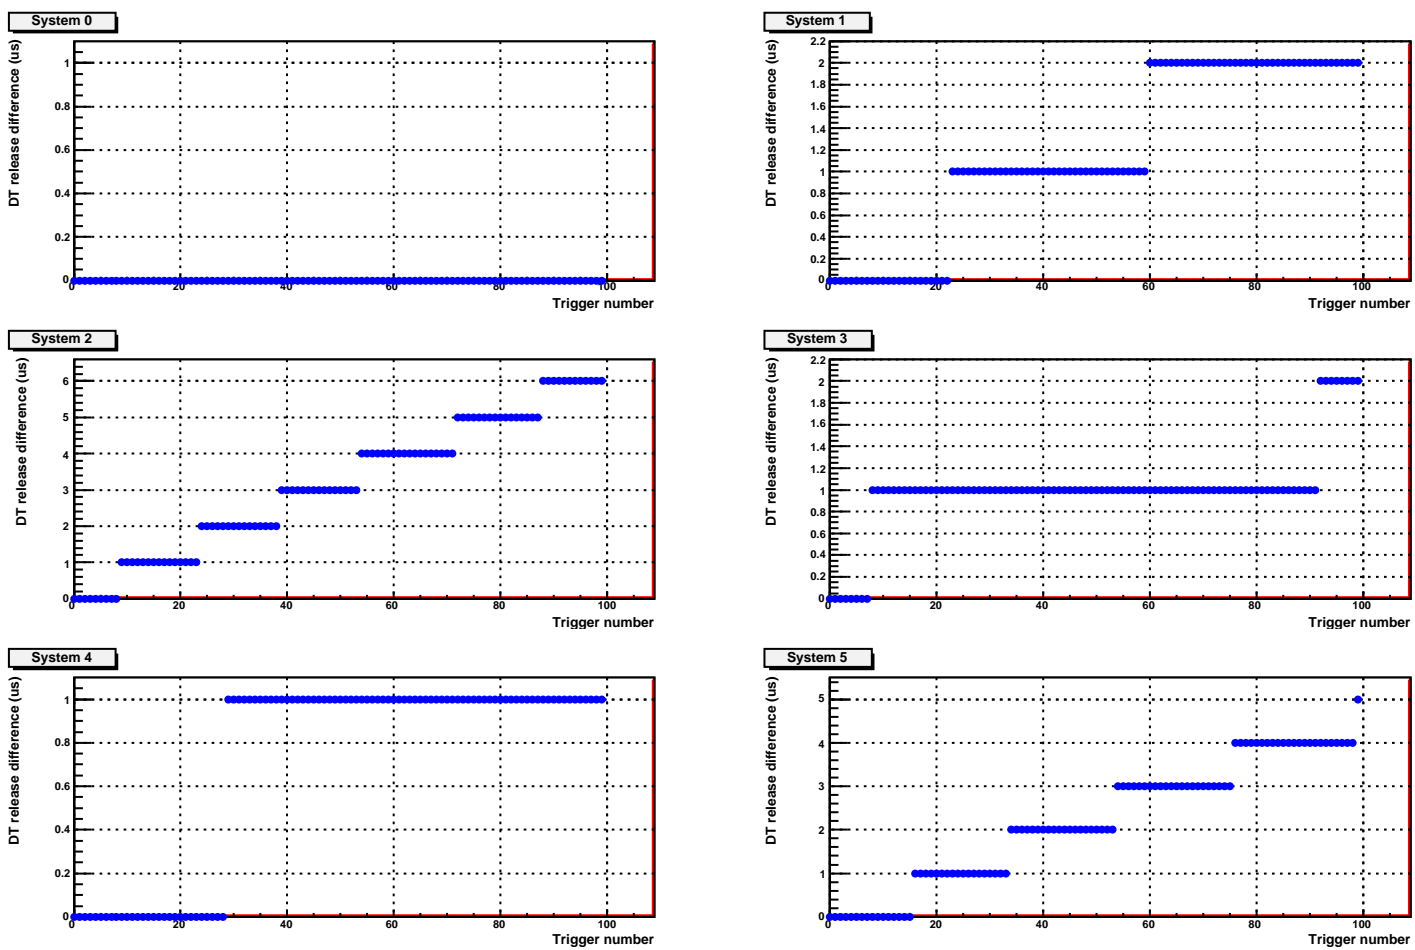 System 0
DT release difference (us)
1
0.8
0.6
0.4
0.2
0
0 20 40 60 80 100
Trigger number
System 1
DT release difference (us)
2.2
2
1.8
1.6
1.4
1.2
1
0.8
0.6
0.4
0.2
0
0 20 40 60 80 100
Trigger number
System 2
DT release difference (us)
6
5
4
3
2
1
0
0 20 40 60 80 100
Trigger number
System 3
DT release difference (us)
2.2
2
1.8
1.6
1.4
1.2
1
0.8
0.6
0.4
0.2
0
0 20 40 60 80 100
Trigger number
System 4
DT release difference (us)
1
0.8
0.6
0.4
0.2
0
0 20 40 60 80 100
Trigger number
System 5
DT release difference (us)
5
4
3
2
1
0
0 20 40 60 80 100
Trigger number